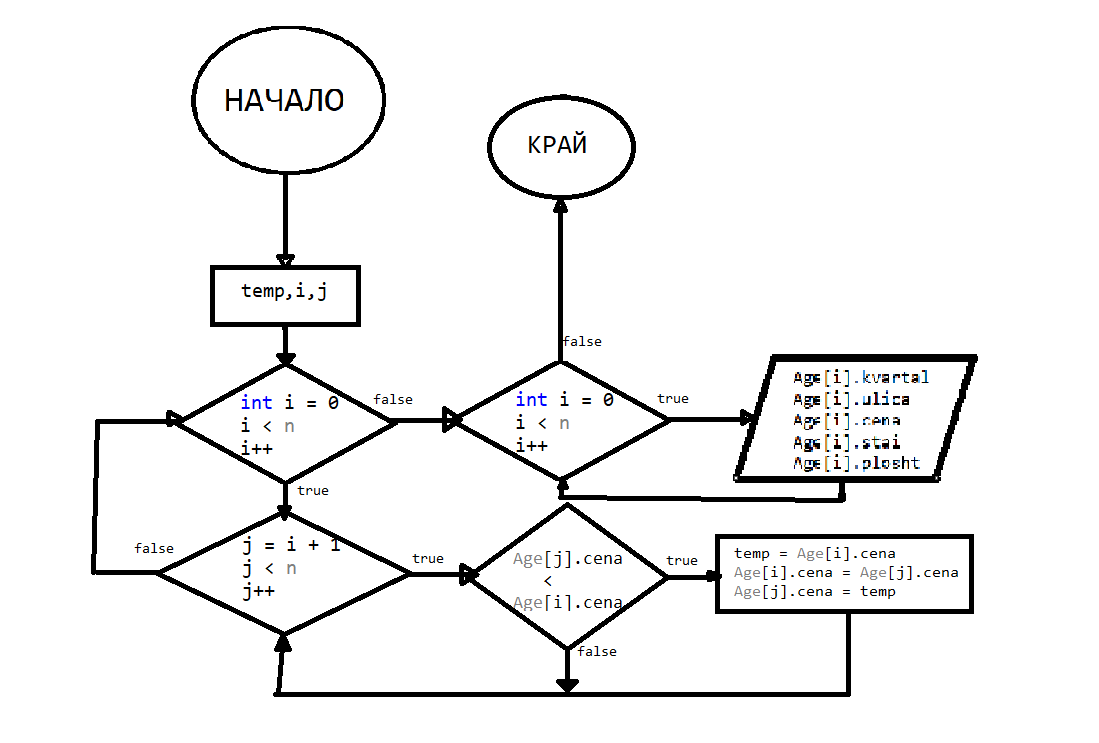 НАЧАЛО
КРАЙ
temp,i,j
false
int i = 0
i < n
i++
false
int i = 0
i < n
i++
true
Age[i].kvartal
Age[i].ulica
Age[i].cena
Age[i].stai
Age[i].plosht
true
false
j = i + 1
j < n
j++
true
Age[j].cena
<
Age[i].cena
true
temp = Age[i].cena
Age[i].cena = Age[j].cena
Age[j].cena = temp
false